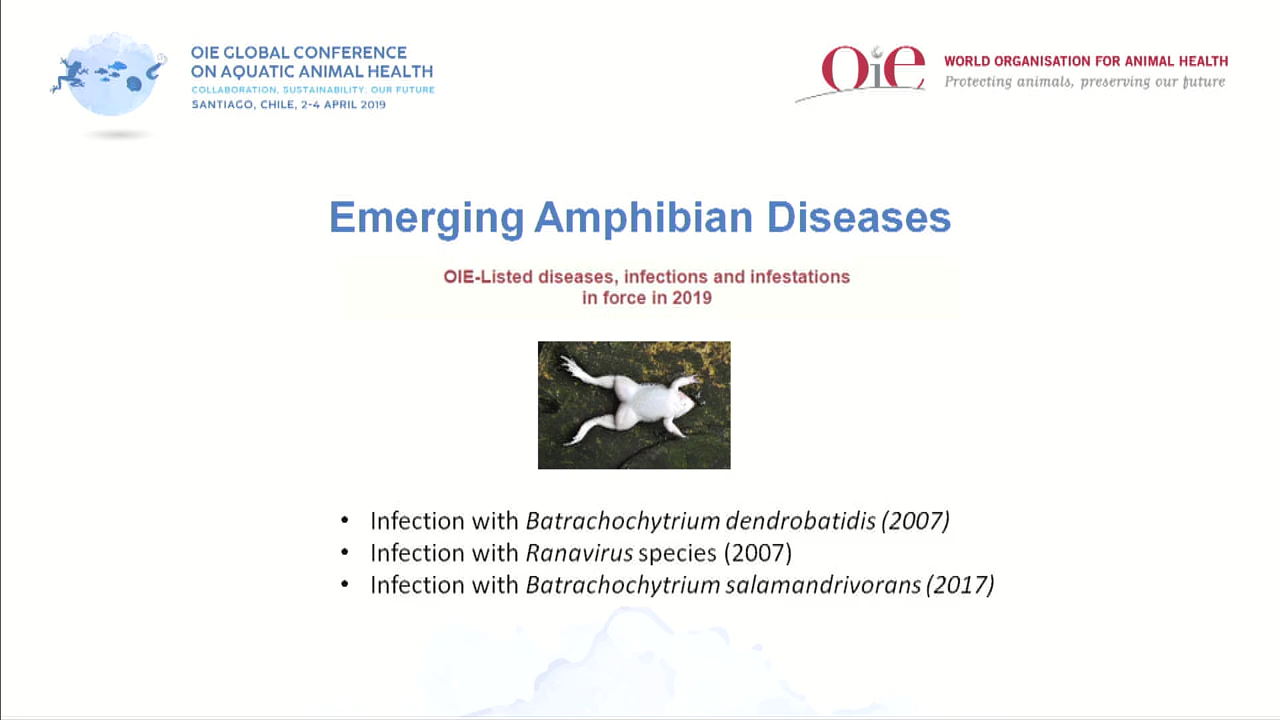 OIE GLOBAL CONFERENCE
ON AQUATIC ANIMAL HEALTH
COLLABORATION, SUSTAINABILITY: OUR FUTURE
SANTIAGO, CHILE, 2-4 APRIL 2019
Oie
WORLD ORGANISATION FOR ANIMAL HEALTH
Protecting animals, preserving our future
Emerging Amphibian Diseases
OIE-Listed diseases, infections and infestations
in force in 2019
• Infection with Batrachochytrium dendrobatidis (2007)
• Infection with Ranavirus species (2007)
• Infection with Batrachochytrium salamandrivorans (2017)